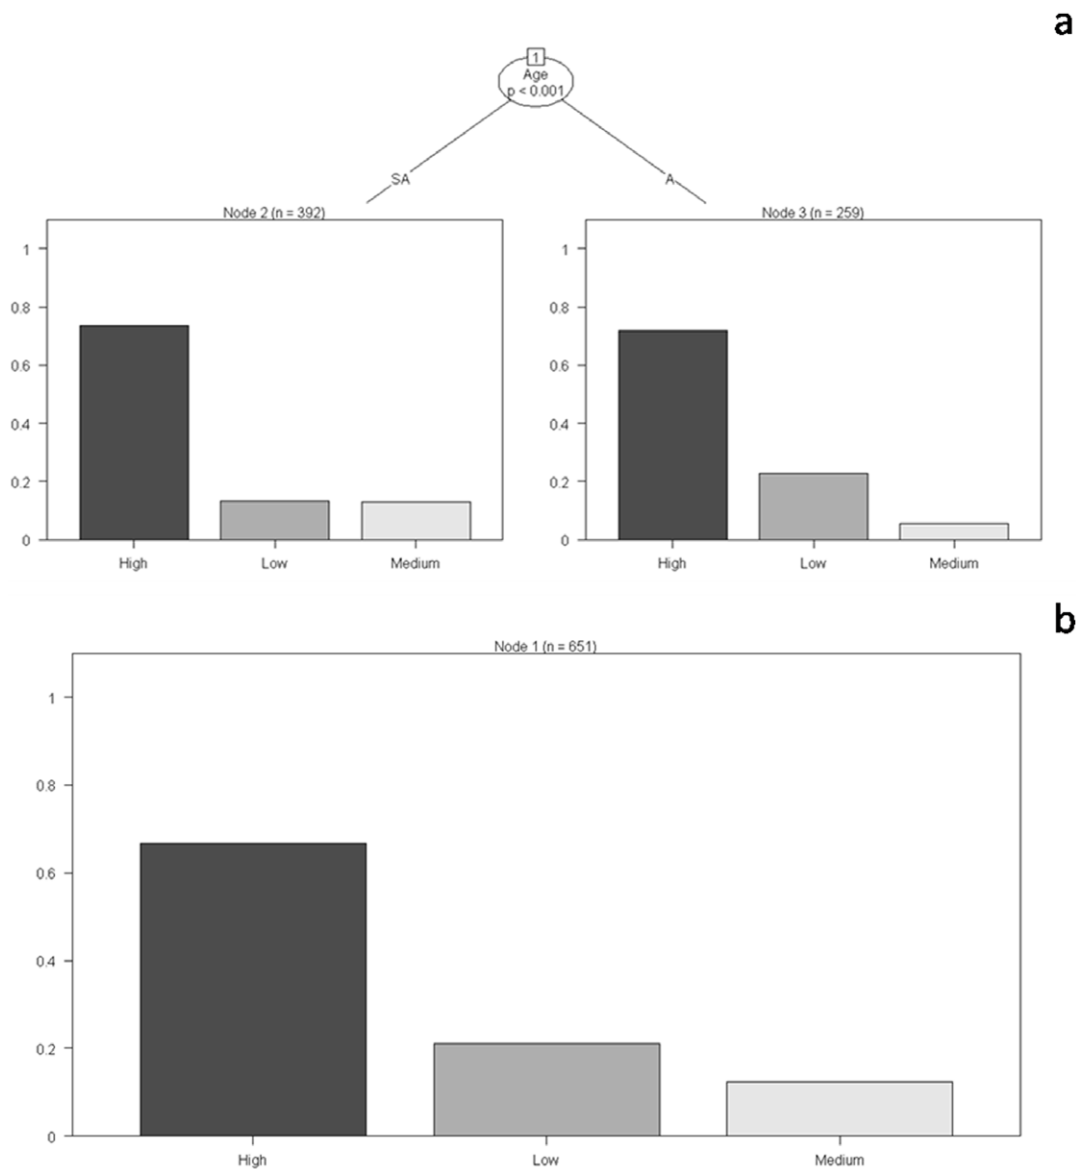 a
1
Age
p < 0.001
SA
A
Node 2 (n = 392)
1
0.8
0.6
0.4
0.2
0
High
Low
Medium
Node 3 (n = 259)
1
0.8
0.6
0.4
0.2
0
High
Low
Medium
b
Node 1 (n = 651)
1
0.8
0.6
0.4
0.2
0
High
Low
Medium